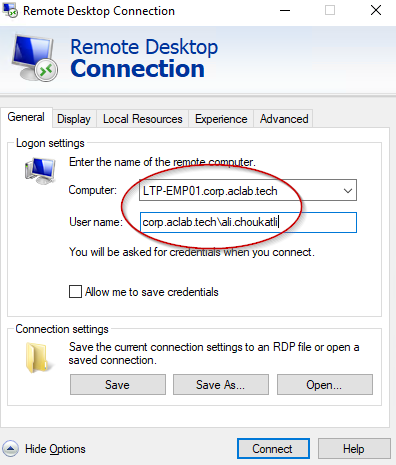 Remote Desktop Connection
Remote Desktop
Connection
General Display Local Resources Experience Advanced
Logon settings
Enter the name of the remote computer.
Computer: LTP-EMP01.corp.aclab.tech
User name: corp.aclab.tech\ali.choukatli
You will be asked for credentials when you connect.
Allow me to save credentials
Connection settings
Save the current connection settings to an RDP file or open a
saved connection.
Save Save As... Open...
Hide Options Connect Help